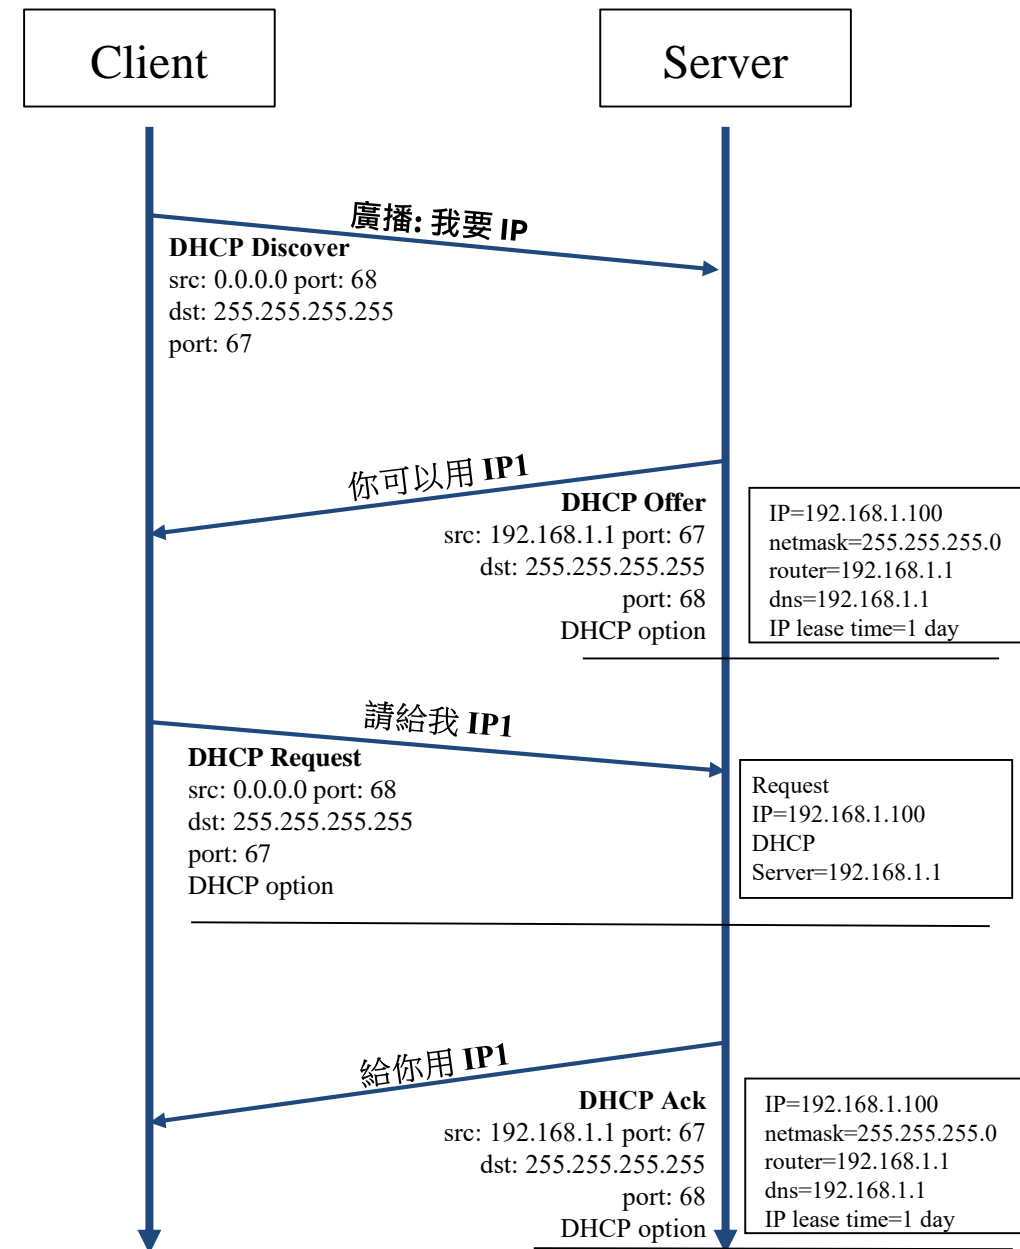 Client
Server
廣播: 我要 IP
DHCP Discover
src: 0.0.0.0 port: 68
dst: 255.255.255.255
port: 67
你可以用 IP1
DHCP Offer
src: 192.168.1.1 port: 67
dst: 255.255.255.255
port: 68
DHCP option
IP=192.168.1.100
netmask=255.255.255.0
router=192.168.1.1
dns=192.168.1.1
IP lease time=1 day
請給我 IP1
DHCP Request
src: 0.0.0.0 port: 68
dst: 255.255.255.255
port: 67
DHCP option
Request
IP=192.168.1.100
DHCP
Server=192.168.1.1
給你用 IP1
DHCP Ack
src: 192.168.1.1 port: 67
dst: 255.255.255.255
port: 68
DHCP option
IP=192.168.1.100
netmask=255.255.255.0
router=192.168.1.1
dns=192.168.1.1
IP lease time=1 day